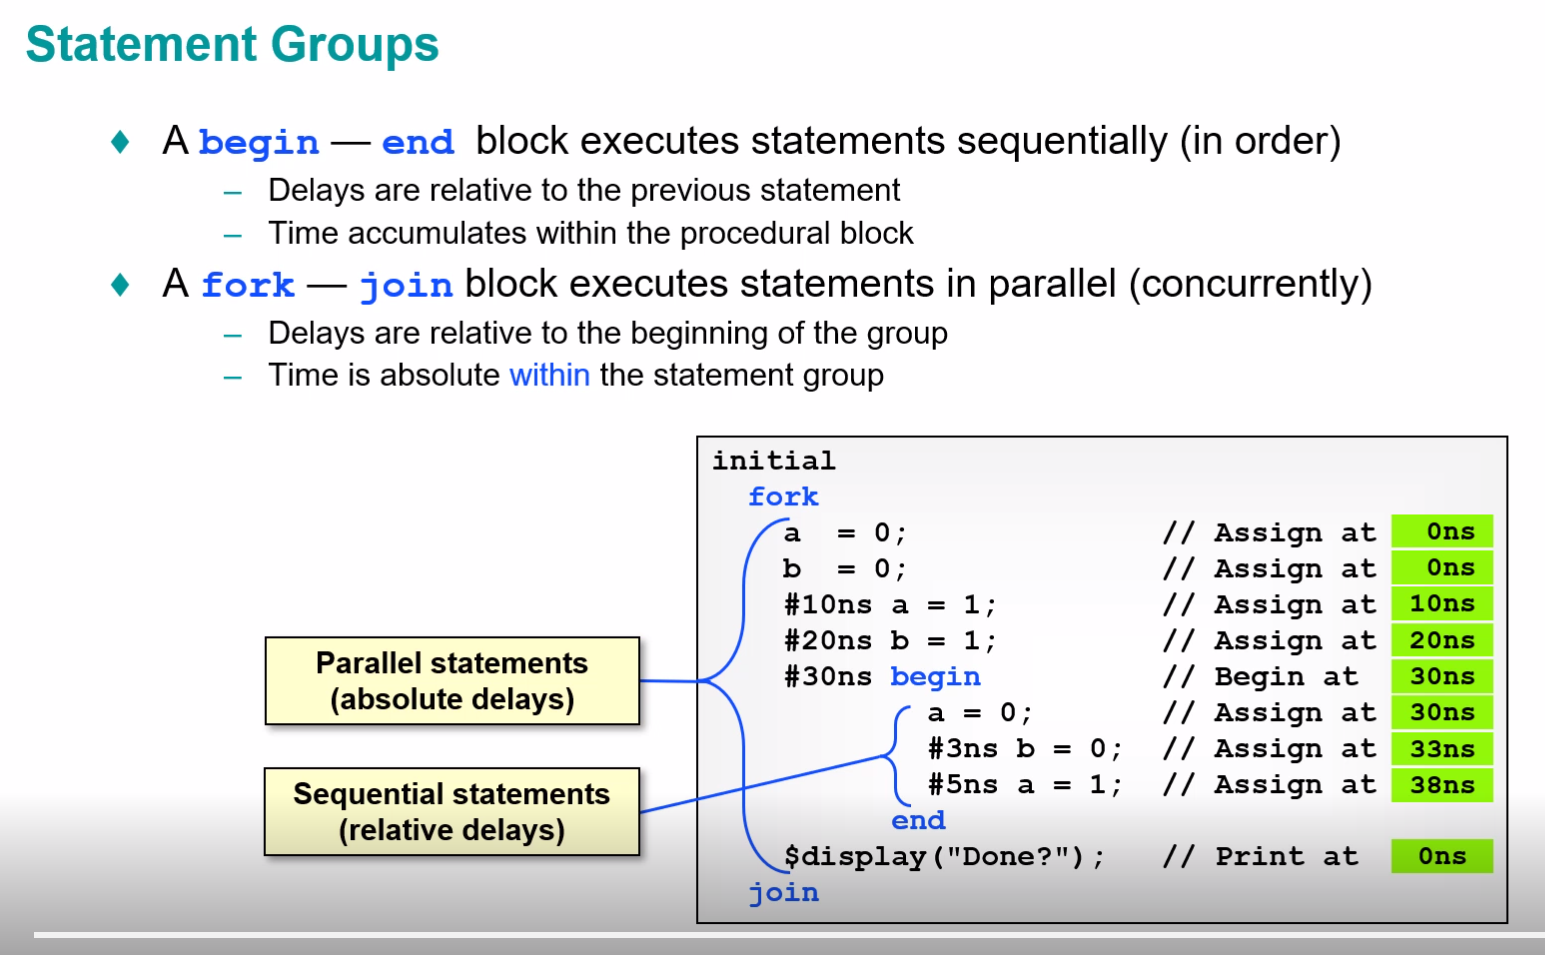 Statement Groups
A begin — end block executes statements sequentially (in order)
– Delays are relative to the previous statement
– Time accumulates within the procedural block
A fork — join block executes statements in parallel (concurrently)
– Delays are relative to the beginning of the group
– Time is absolute within the statement group
initial
fork
a = 0; // Assign at 0ns
b = 0; // Assign at 0ns
#10ns a = 1; // Assign at 10ns
#20ns b = 1; // Assign at 20ns
#30ns begin // Begin at 30ns
a = 0; // Assign at 30ns
#3ns b = 0; // Assign at 33ns
#5ns a = 1; // Assign at 38ns
end
$display("Done?"); // Print at 0ns
join
Parallel statements
(absolute delays)
Sequential statements
(relative delays)